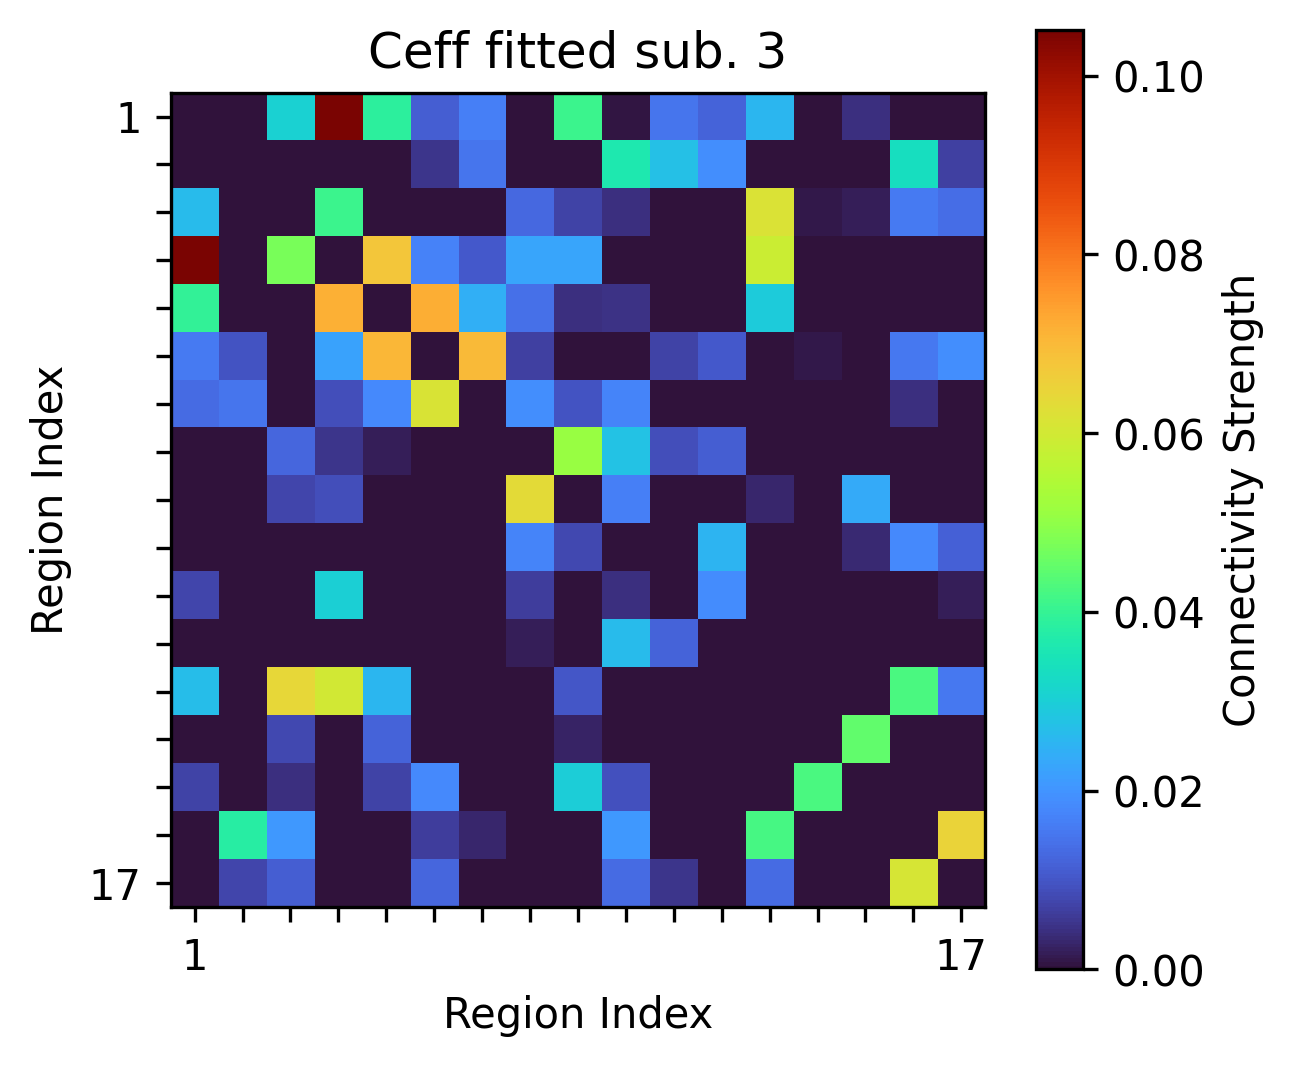 Ceff fitted sub. 3
1
17
Region Index
1
17
Region Index
0.10
0.08
0.06
0.04
0.02
0.00
Connectivity Strength